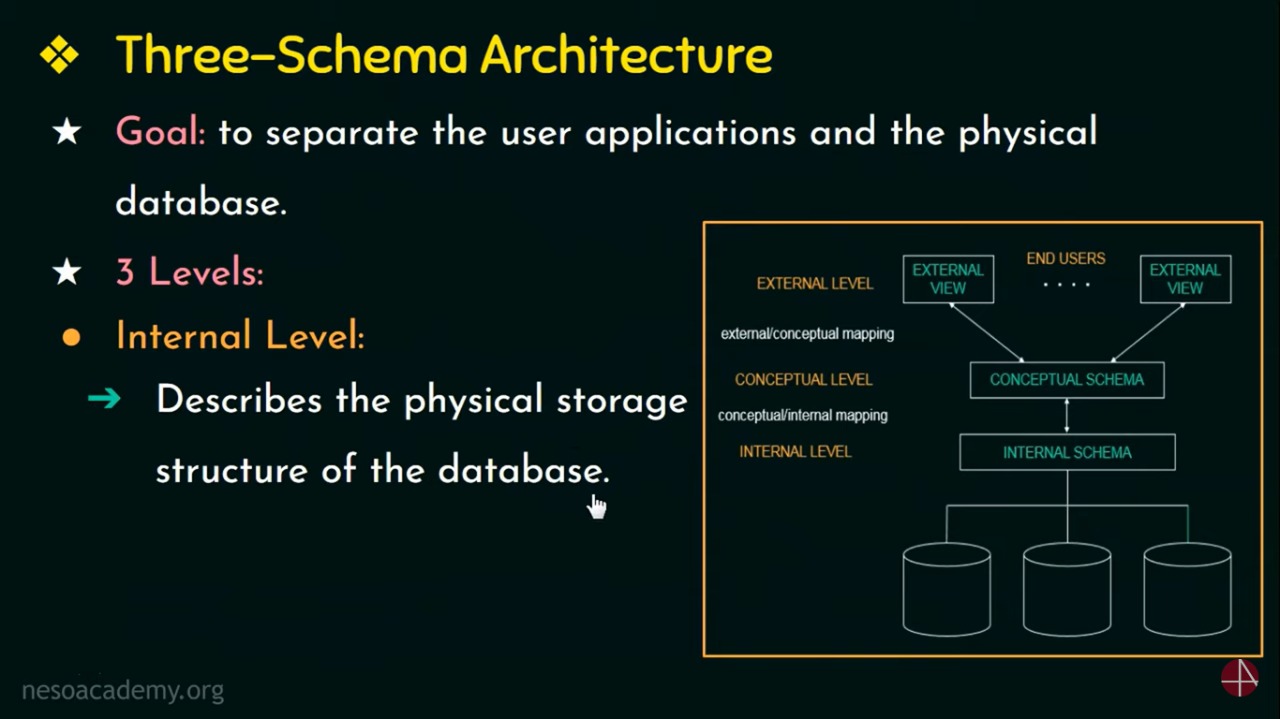 Three-Schema Architecture
Goal: to separate the user applications and the physical
database.
3 Levels:
Internal Level:
Describes the physical storage
structure of the database.
END USERS
EXTERNAL LEVEL
EXTERNAL
VIEW
. . . .
EXTERNAL
VIEW
external/conceptual mapping
CONCEPTUAL LEVEL
CONCEPTUAL SCHEMA
conceptual/internal mapping
INTERNAL LEVEL
INTERNAL SCHEMA
nesoacademy.org